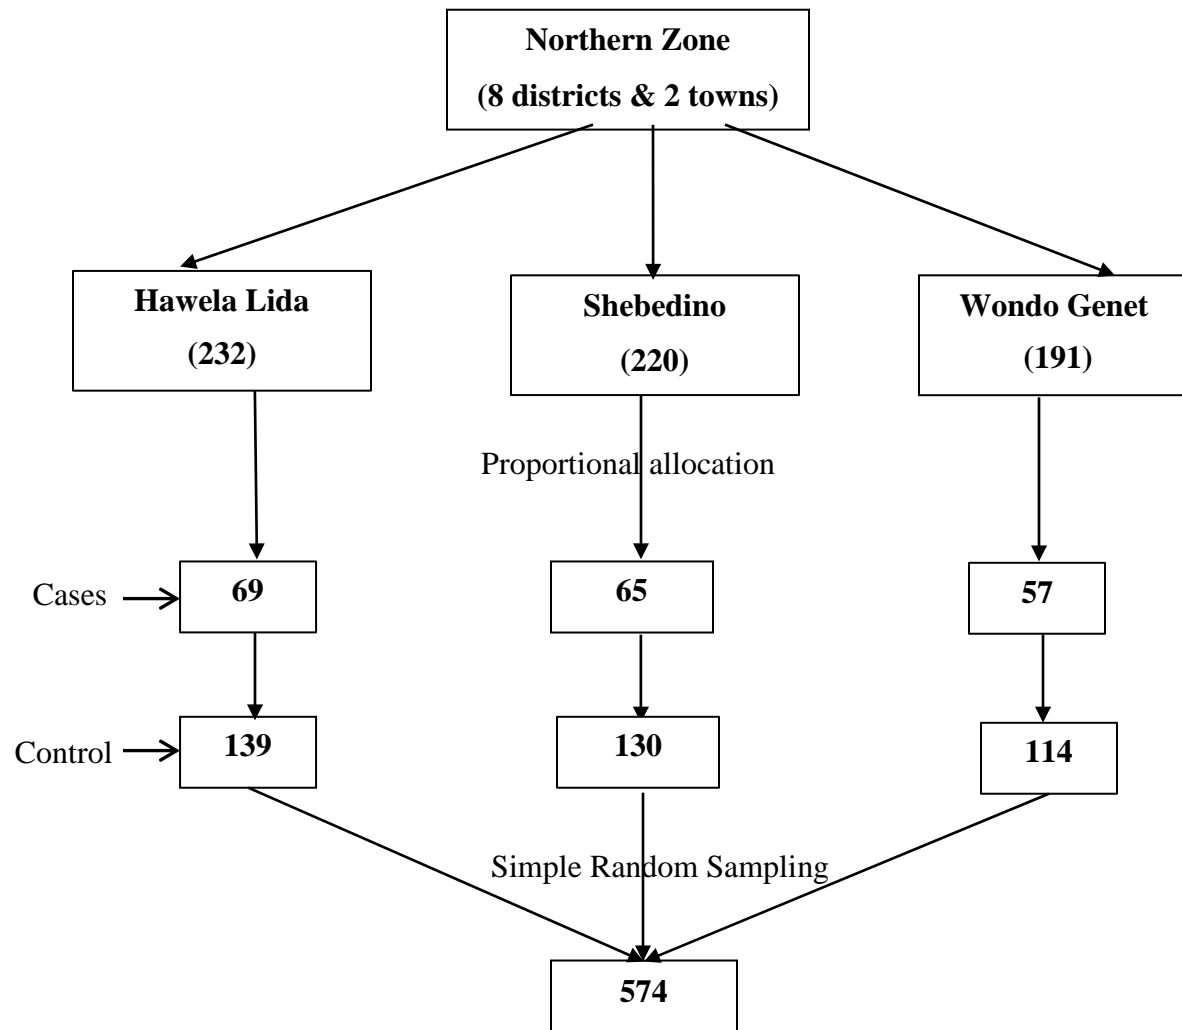 Northern Zone
(8 districts & 2 towns)
Hawela Lida
(232)
Shebedino
(220)
Wondo Genet
(191)
Proportional allocation
Cases
69
65
57
Control
139
130
114
Simple Random Sampling
574